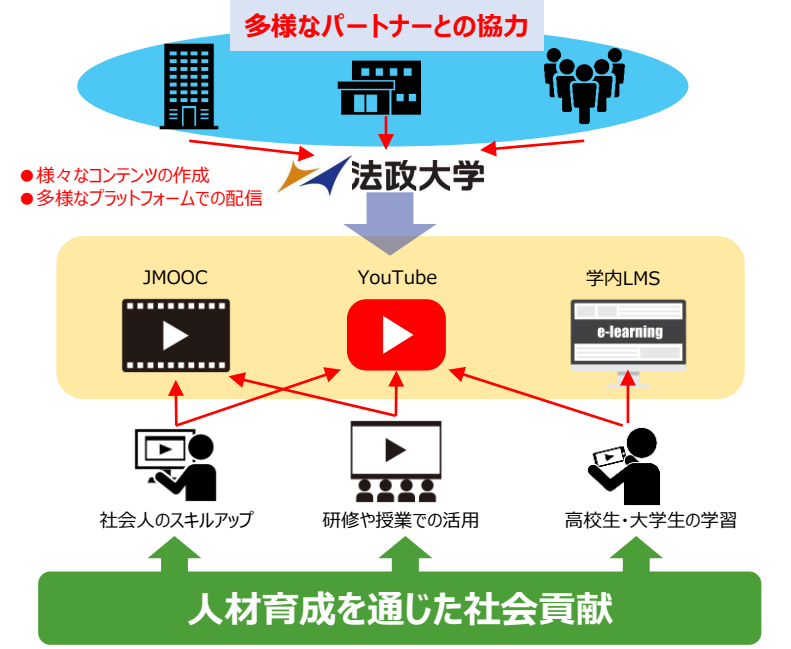 多様なパートナーとの協力
●様々なコンテンツの作成
●多様なプラットフォームでの配信
法政大学
JMOOC
YouTube
学内LMS
e-learning
社会人のスキルアップ
研修や授業での活用
高校生・大学生の学習
人材育成を通じた社会貢献